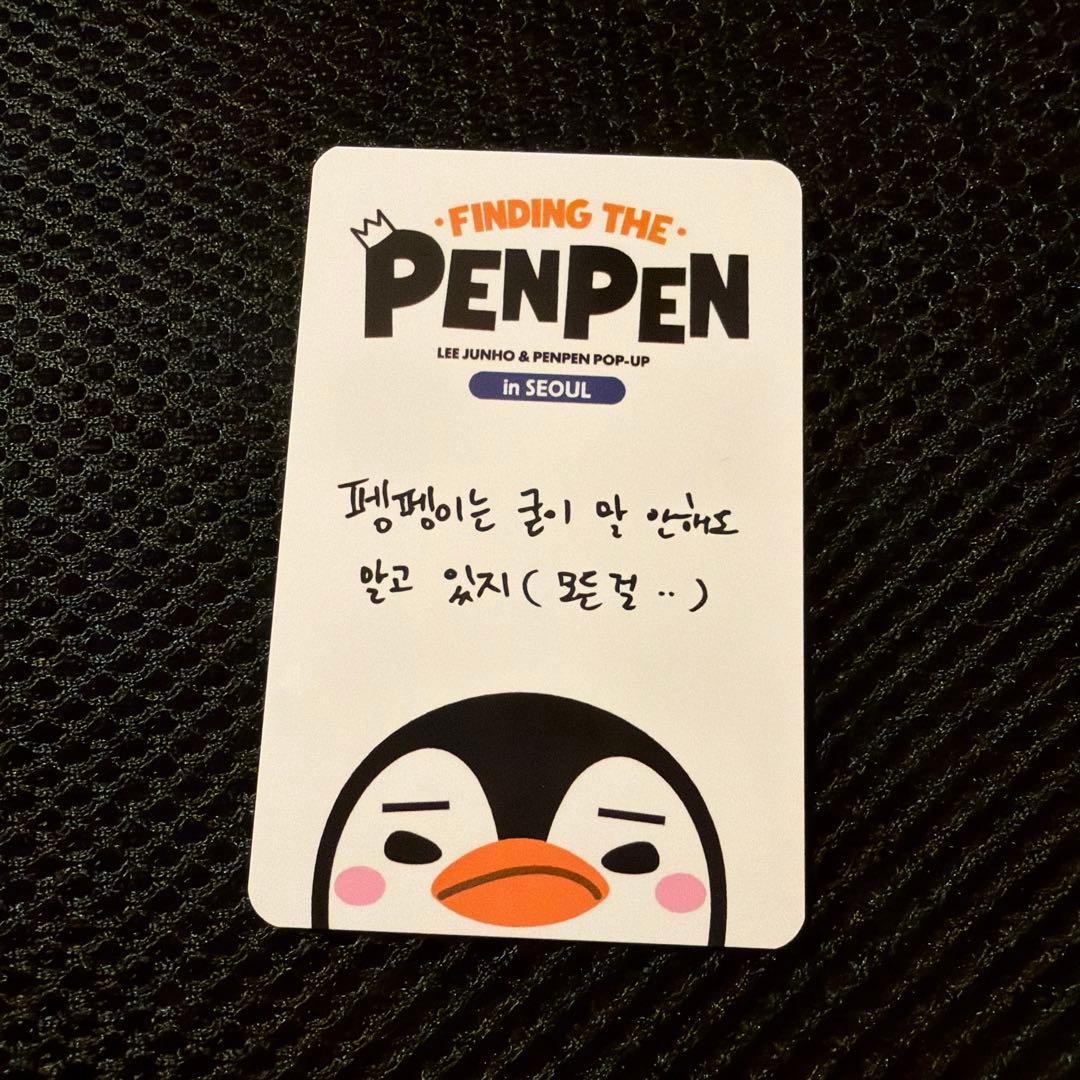 ·FINDING THE·
PENPEN
LEE JUNHO & PENPEN POP-UP
in SEOUL
펭펭이는 굳이 말 안해도
알고 있지 ( 모든걸 ‥ )